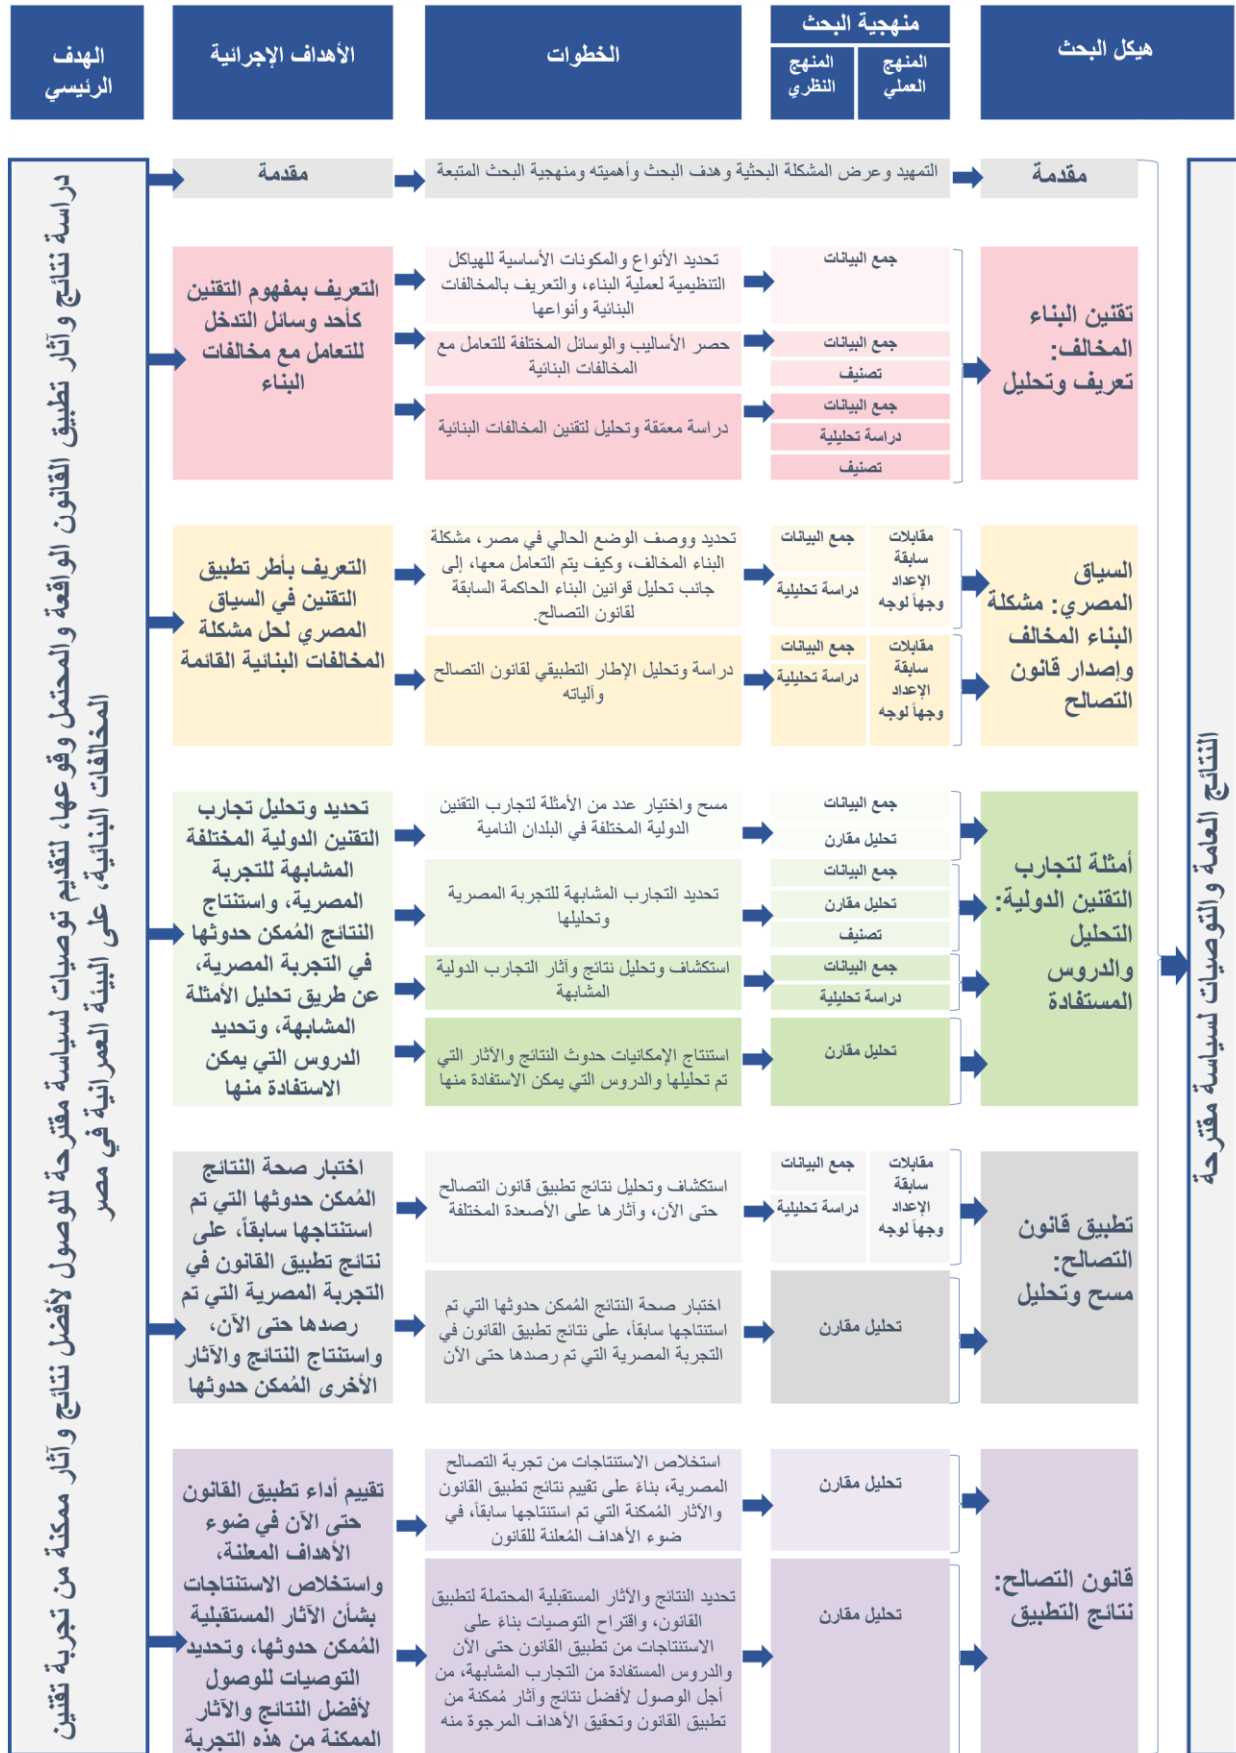 الهدف
الرئيسي
الأهداف الإجرائية
الخطوات
منهجية البحث
المنهج
النظري
المنهج
العملي
هيكل البحث
دراسة نتائج وآثار تطبيق القانون الواقعة والمحتمل وقوعها، لتقديم توصيات لسياسة مقترحة للوصول لأفضل نتائج وآثار ممكنة من تجربة تقنين
المخالفات البنائية، على البيئة العمرانية في مصر
مقدمة
التمهيد وعرض المشكلة البحثية وهدف البحث وأهميته ومنهجية البحث المتبعة
مقدمة
التعريف بمفهوم التقنين
كأحد وسائل التدخل
للتعامل مع مخالفات
البناء
تحديد الأنواع والمكونات الأساسية للهياكل
التنظيمية لعملية البناء، والتعريف بالمخالفات
البنائية وأنواعها
جمع البيانات
حصر الأساليب والوسائل المختلفة للتعامل مع
المخالفات البنائية
جمع البيانات
تصنيف
دراسة معمّقة وتحليل لتقنين المخالفات البنائية
جمع البيانات
دراسة تحليلية
تصنيف
تقنين البناء
المخالف:
تعريف وتحليل
التعريف بأطر تطبيق
التقنين في السياق
المصري لحل مشكلة
المخالفات البنائية القائمة
تحديد ووصف الوضع الحالي في مصر، مشكلة
البناء المخالف، وكيف يتم التعامل معها، إلى
جانب تحليل قوانين البناء الحاكمة السابقة
لقانون التصالح.
جمع البيانات
دراسة تحليلية
مقابلات
سابقة
الإعداد
وجهاً لوجه
دراسة وتحليل الإطار التطبيقي لقانون التصالح
وآلياته
جمع البيانات
دراسة تحليلية
مقابلات
سابقة
الإعداد
وجهاً لوجه
السياق
المصري: مشكلة
البناء المخالف
وإصدار قانون
التصالح
تحديد وتحليل تجارب
التقنين الدولية المختلفة
المشابهة للتجربة
المصرية، واستنتاج
النتائج المُمكن حدوثها
في التجربة المصرية،
عن طريق تحليل الأمثلة
المشابهة، وتحديد
الدروس التي يمكن
الاستفادة منها
مسح واختيار عدد من الأمثلة لتجارب التقنين
الدولية المختلفة في البلدان النامية
جمع البيانات
تحليل مقارن
تحديد التجارب المشابهة للتجربة المصرية
وتحليلها
جمع البيانات
تحليل مقارن
تصنيف
استكشاف وتحليل نتائج وآثار التجارب الدولية
المشابهة
جمع البيانات
دراسة تحليلية
استنتاج الإمكانيات حدوث النتائج والآثار التي
تم تحليلها والدروس التي يمكن الاستفادة منها
تحليل مقارن
أمثلة لتجارب
التقنين الدولية:
التحليل
والدروس
المستفادة
اختبار صحة النتائج
المُمكن حدوثها التي تم
استنتاجها سابقاً، على
نتائج تطبيق القانون في
التجربة المصرية التي تم
رصدها حتى الآن،
واستنتاج النتائج والآثار
الأخرى المُمكن حدوثها
استكشاف وتحليل نتائج تطبيق قانون التصالح
حتى الآن، وآثارها على الأصعدة المختلفة
جمع البيانات
دراسة تحليلية
مقابلات
سابقة
الإعداد
وجهاً لوجه
اختبار صحة النتائج المُمكن حدوثها التي تم
استنتاجها سابقاً، على نتائج تطبيق القانون في
التجربة المصرية التي تم رصدها حتى الآن
تحليل مقارن
تطبيق قانون
التصالح:
مسح وتحليل
تقييم أداء تطبيق القانون
حتى الآن في ضوء
الأهداف المعلنة،
واستخلاص الاستنتاجات
بشأن الآثار المستقبلية
المُمكن حدوثها، وتحديد
التوصيات للوصول
لأفضل النتائج والآثار
الممكنة من هذه التجربة
استخلاص الاستنتاجات من تجربة التصالح
المصرية، بناءً على تقييم نتائج تطبيق القانون
والآثار المُمكنة التي تم استنتاجها سابقاً، في
ضوء الأهداف المُعلنة للقانون
تحليل مقارن
تحديد النتائج والآثار المستقبلية المحتملة لتطبيق
القانون، واقتراح التوصيات بناءً على
الاستنتاجات من تطبيق القانون حتى الآن
والدروس المستفادة من التجارب المشابهة، من
أجل الوصول لأفضل نتائج وآثار مُمكنة من
تطبيق القانون وتحقيق الأهداف المرجوة منه
تحليل مقارن
قانون التصالح:
نتائج التطبيق
النتائج العامة والتوصيات لسياسة مقترحة